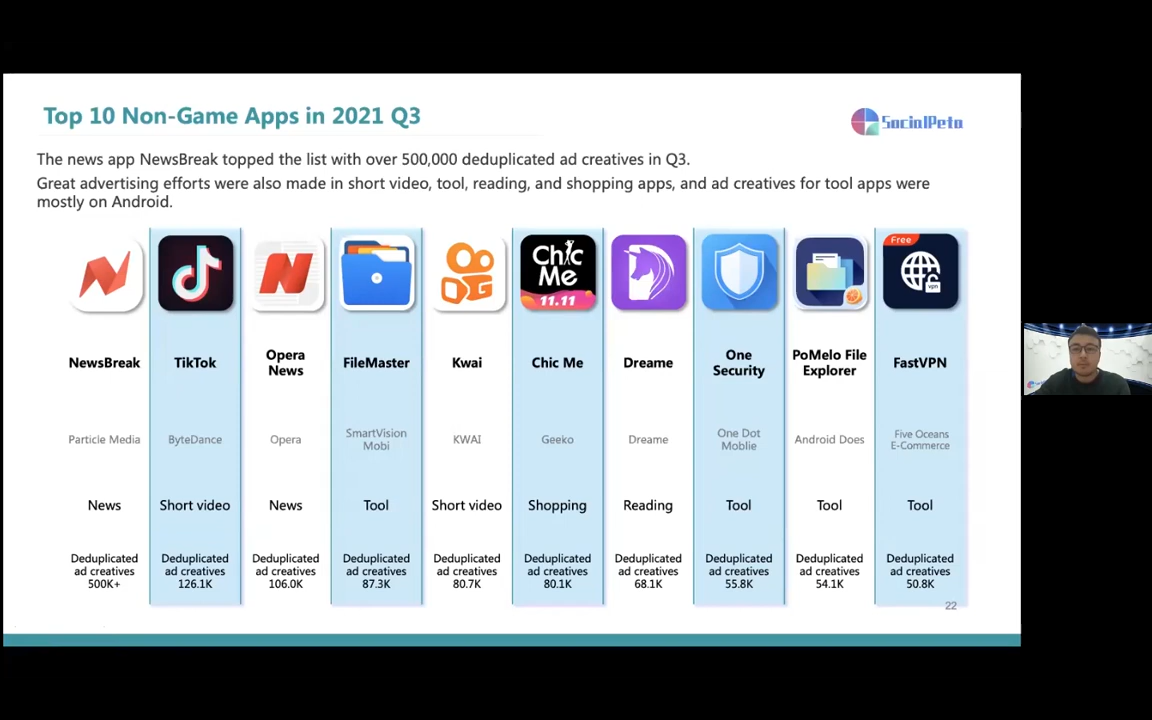 Top 10 Non-Game Apps in 2021 Q3
SocialPeta
The news app NewsBreak topped the list with over 500,000 deduplicated ad creatives in Q3.
Great advertising efforts were also made in short video, tool, reading, and shopping apps, and ad creatives for tool apps were
mostly on Android.
Chic
Me
11.11
Free
vpn
NewsBreak
TikTok
Opera
News
FileMaster
Kwai
Chic Me
Dreame
One
Security
PoMelo File
Explorer
FastVPN
Particle Media
ByteDance
Opera
SmartVision
Mobi
KWAI
Geeko
Dreame
One Dot
Moblie
Android Does
Five Oceans
E-Commerce
News
Short video
News
Tool
Short video
Shopping
Reading
Tool
Tool
Tool
Deduplicated
ad creatives
500K+
Deduplicated
ad creatives
126.1K
Deduplicated
ad creatives
106.0K
Deduplicated
ad creatives
87.3K
Deduplicated
ad creatives
80.7K
Deduplicated
ad creatives
80.1K
Deduplicated
ad creatives
68.1K
Deduplicated
ad creatives
55.8K
Deduplicated
ad creatives
54.1K
Deduplicated
ad creatives
50.8K
22